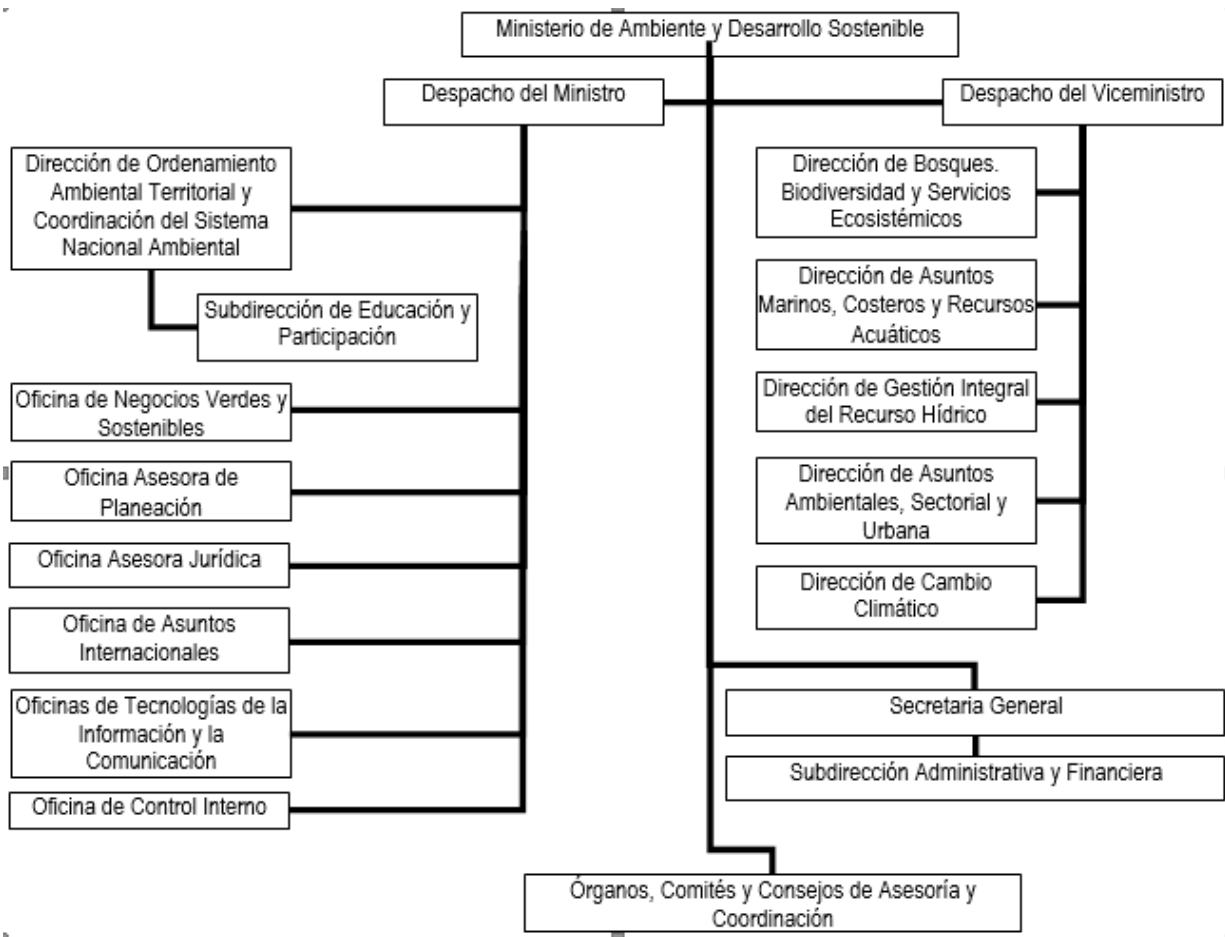 Ministerio de Ambiente y Desarrollo Sostenible
Despacho del Ministro
Despacho del Viceministro
Dirección de Ordenamiento
Ambiental Territorial y
Coordinación del Sistema
Nacional Ambiental
Subdirección de Educación y
Participación
Oficina de Negocios Verdes y
Sostenibles
Oficina Asesora de
Planeación
Oficina Asesora Jurídica
Oficina de Asuntos
Internacionales
Oficinas de Tecnologías de la
Información y la
Comunicación
Oficina de Control Interno
Dirección de Bosques.
Biodiversidad y Servicios
Ecosistémicos
Dirección de Asuntos
Marinos, Costeros y Recursos
Acuáticos
Dirección de Gestión Integral
del Recurso Hídrico
Dirección de Asuntos
Ambientales, Sectorial y
Urbana
Dirección de Cambio
Climático
Secretaria General
Subdirección Administrativa y Financiera
Órganos, Comités y Consejos de Asesoría y
Coordinación